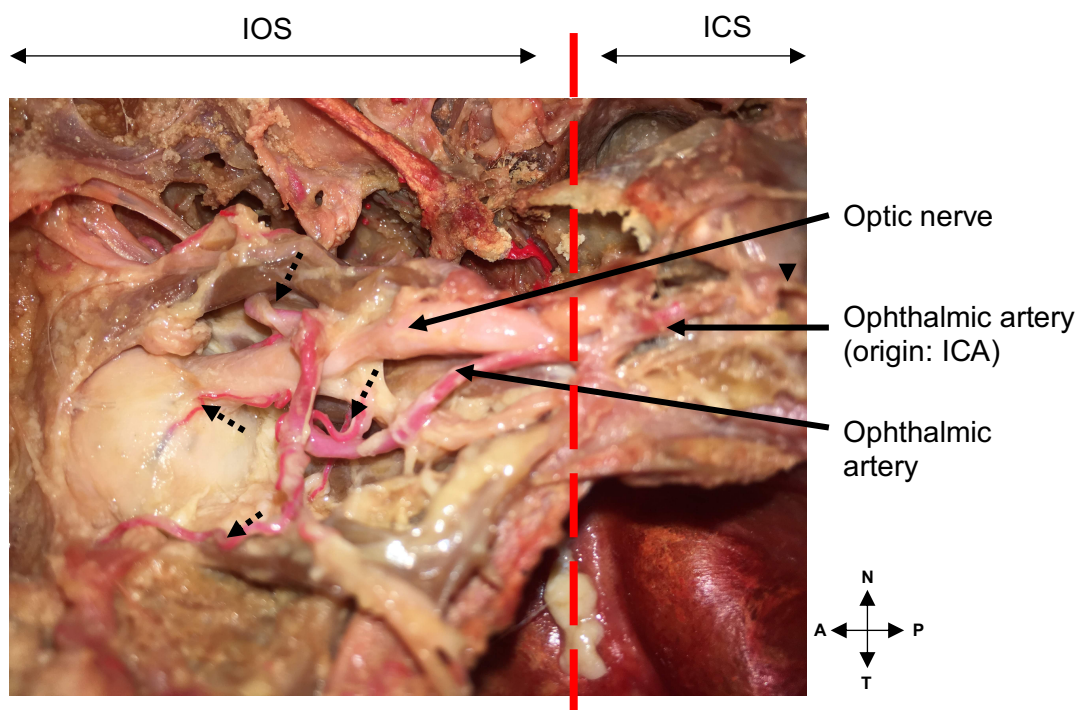 IOS
ICS
Optic nerve
Ophthalmic artery
(origin: ICA)
Ophthalmic
artery
N
A
P
T